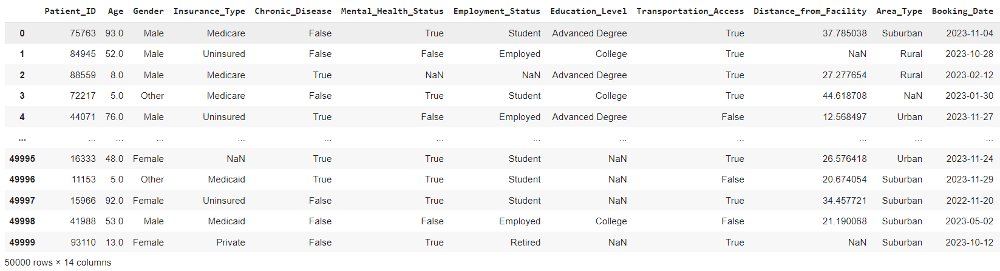 Patient_ID Age Gender Insurance_Type Chronic_Disease Mental_Health_Status Employment_Status Education_Level Transportation_Access Distance_from_Facility Area_Type Booking_Date
0 75763 93.0 Male Medicare False True Student Advanced Degree True 37.785038 Suburban 2023-11-04
1 84945 52.0 Male Uninsured False False Employed College True NaN Rural 2023-10-28
2 88559 8.0 Male Medicare True NaN NaN Advanced Degree True 27.277654 Rural 2023-02-12
3 72217 5.0 Other Medicare False True Student College True 44.618708 NaN 2023-01-30
4 44071 76.0 Male Uninsured True False Employed Advanced Degree False 12.568497 Urban 2023-11-27
... ... ... ... ... ... ... ... ... ... ... ... ...
49995 16333 48.0 Female NaN True True Student NaN True 26.576418 Urban 2023-11-24
49996 11153 5.0 Other Medicaid True True Student NaN False 20.674054 Suburban 2023-11-29
49997 15966 92.0 Female Uninsured False True Student NaN True 34.457721 Suburban 2022-11-20
49998 41988 53.0 Male Medicaid False False Employed College False 21.190068 Suburban 2023-05-02
49999 93110 13.0 Female Private False True Retired NaN True NaN Suburban 2023-10-12
50000 rows × 14 columns